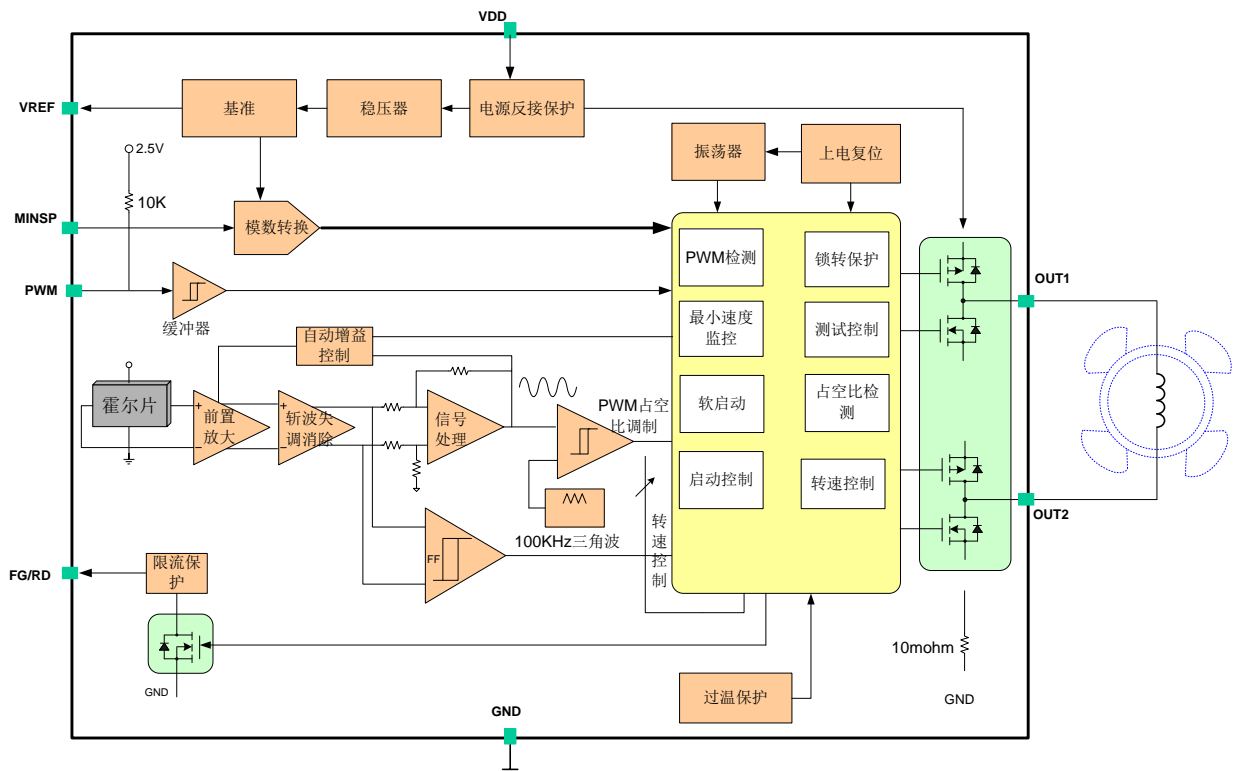 VDD
VREF
基准
稳压器
电源反接保护
2.5V
10K
振荡器
上电复位
MINSP
模数转换
PWM
缓冲器
PWM检测
锁转保护
最小速度
监控
测试控制
软启动
占空比检
测
启动控制
转速控制
OUT1
OUT2
自动增益
控制
霍尔片
+
−
前置
放大
+
−
斩波失
调消除
信号
处理
PWM占空
比调制
100KHz三角波
FF
转
速
控
制
FG/RD
限流保
护
GND
过温保护
10mohm
GND
GND